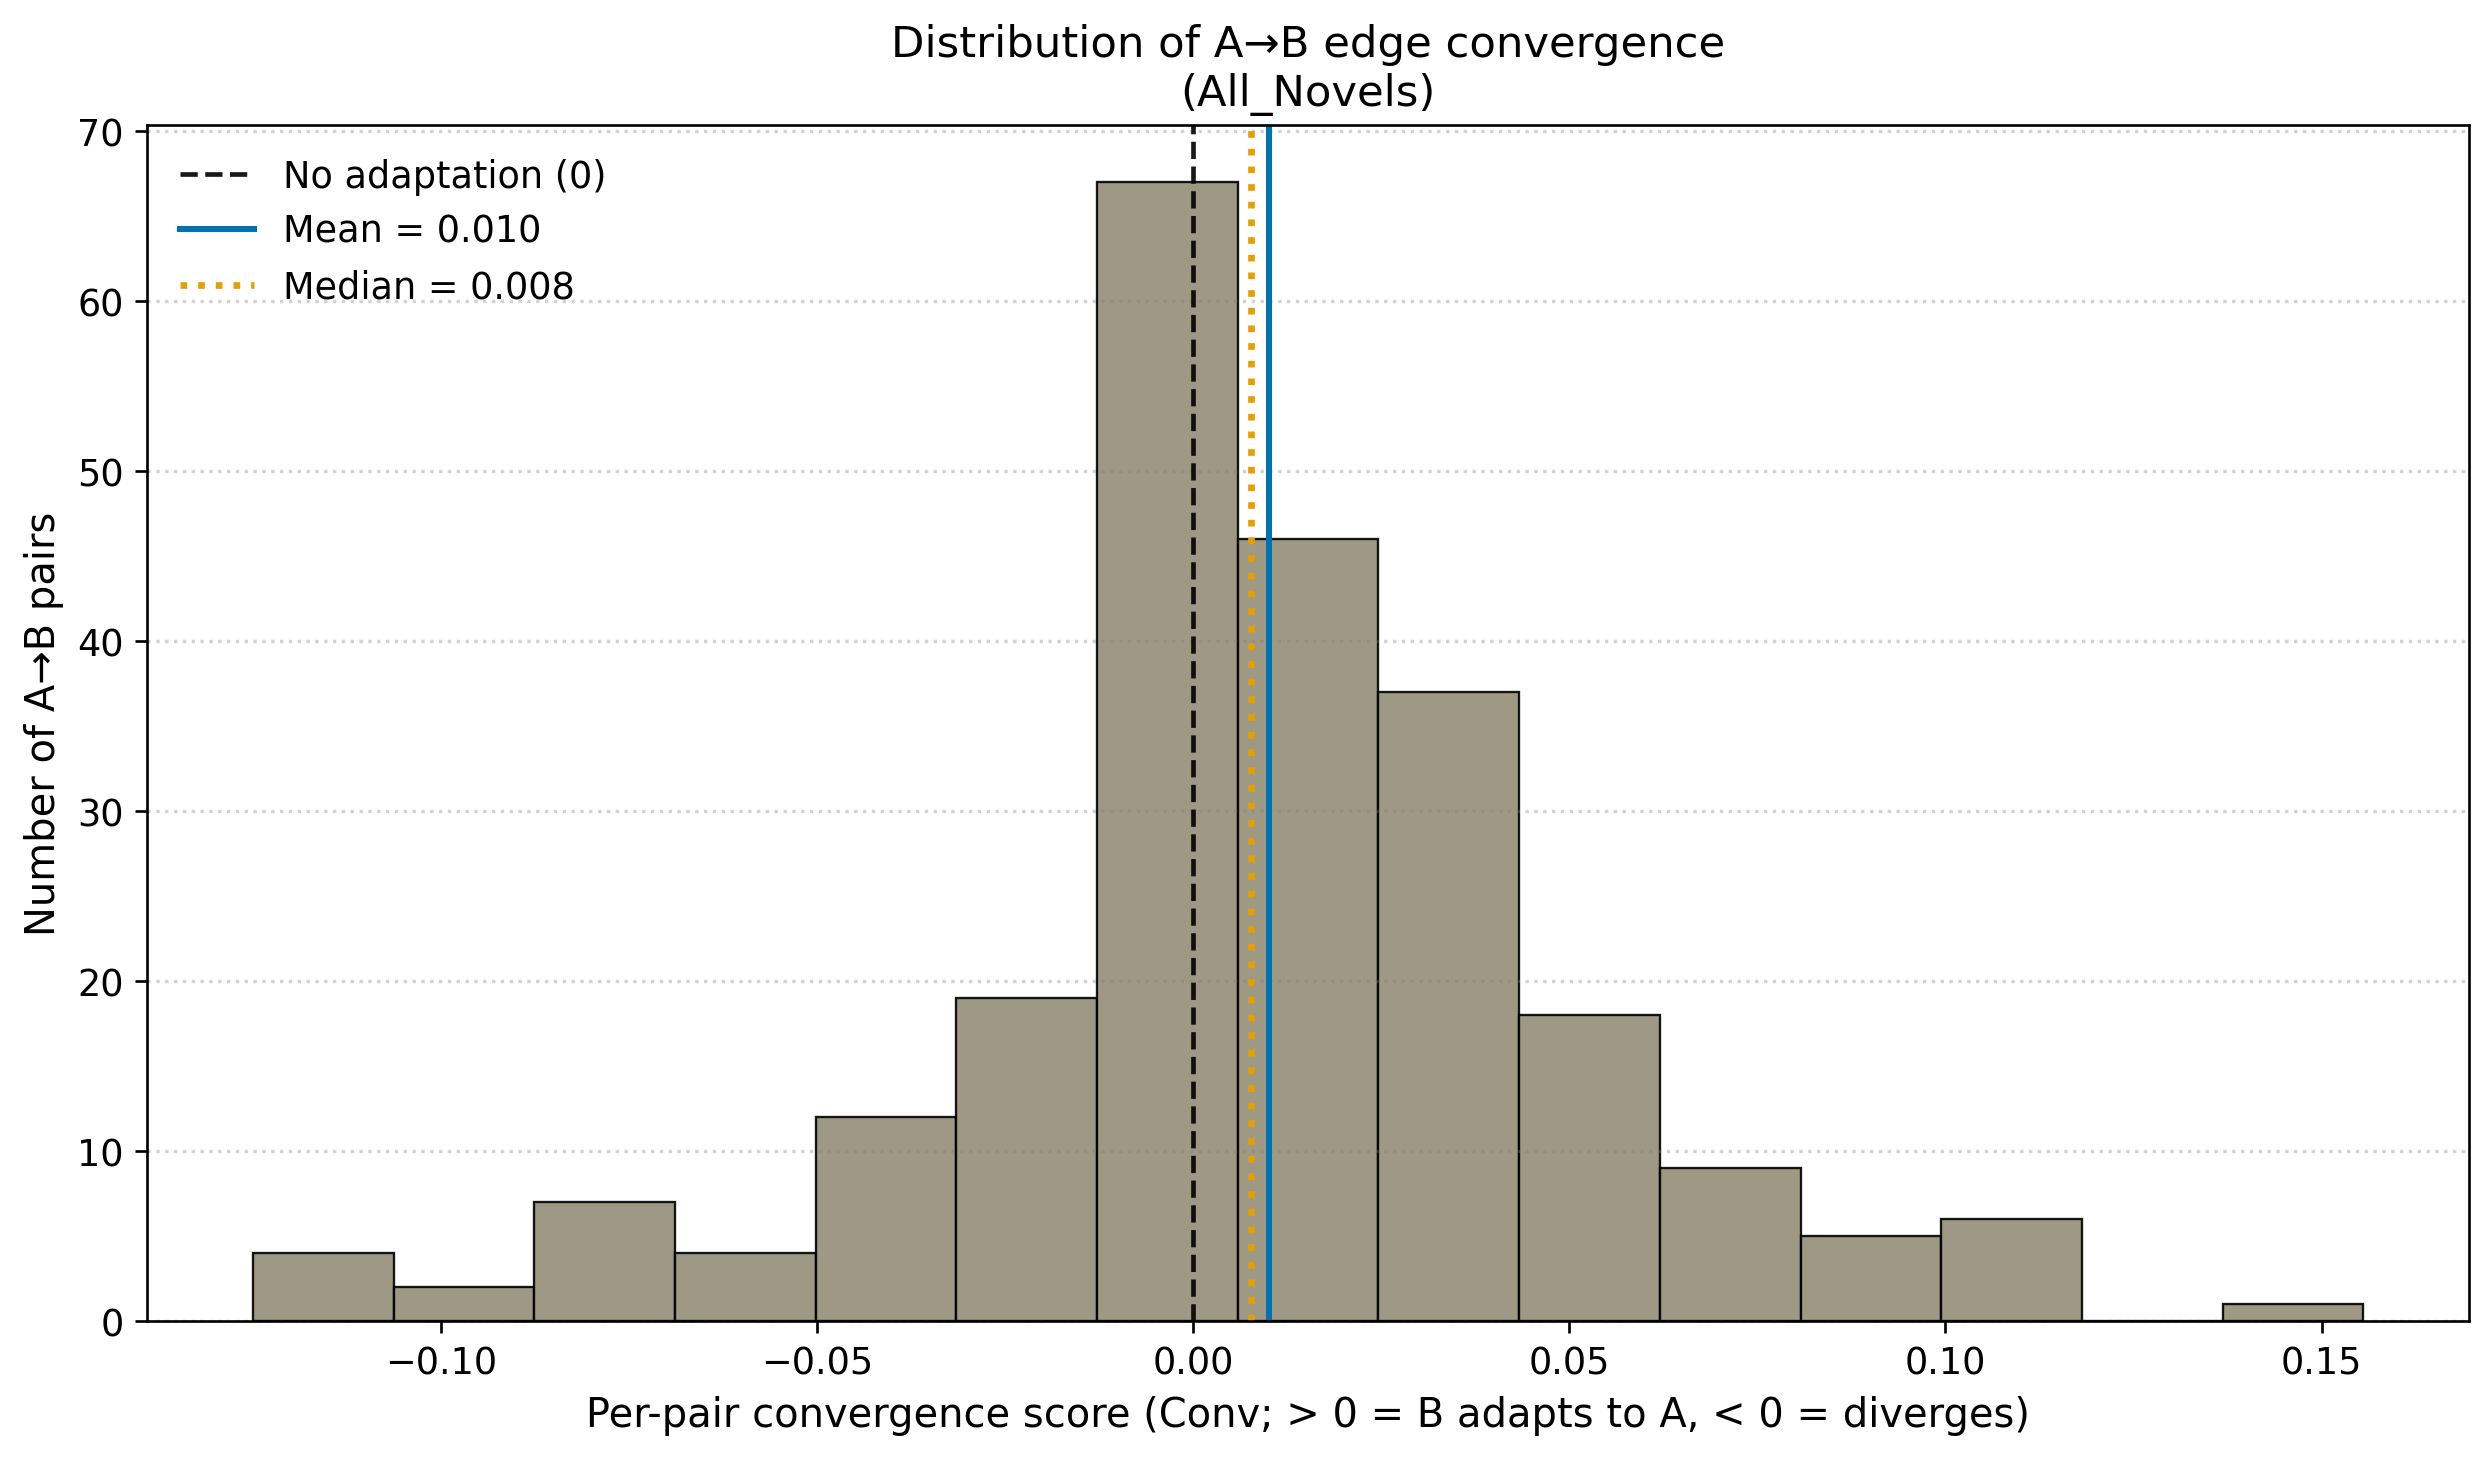 Distribution of A→B edge convergence
(All_Novels)
No adaptation (0)
Mean = 0.010
Median = 0.008
Number of A→B pairs
70
60
50
40
30
20
10
0
−0.10
−0.05
0.00
0.05
0.10
0.15
Per-pair convergence score (Conv; > 0 = B adapts to A, < 0 = diverges)